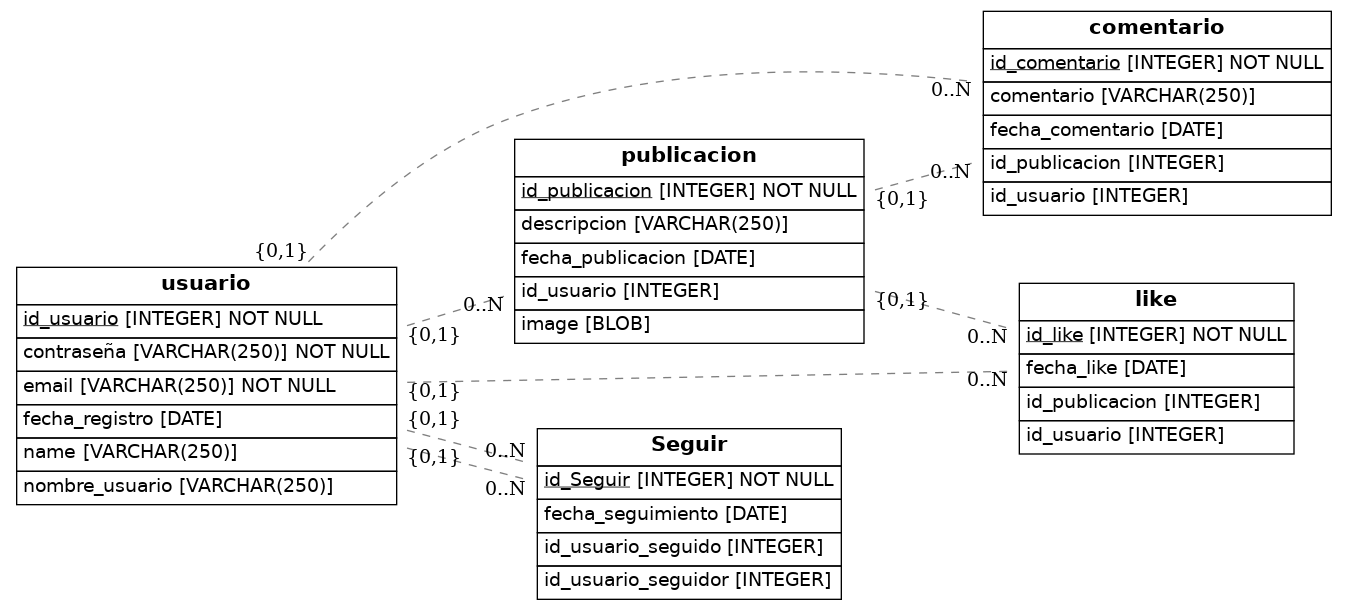 comentario
id_comentario [INTEGER] NOT NULL
comentario [VARCHAR(250)]
fecha_comentario [DATE]
id_publicacion [INTEGER]
id_usuario [INTEGER]
0..N
0..N
publicacion
id_publicacion [INTEGER] NOT NULL
descripcion [VARCHAR(250)]
fecha_publicacion [DATE]
id_usuario [INTEGER]
image [BLOB]
{0,1}
{0,1}
0..N
{0,1}
usuario
id_usuario [INTEGER] NOT NULL
contraseña [VARCHAR(250)] NOT NULL
email [VARCHAR(250)] NOT NULL
fecha_registro [DATE]
name [VARCHAR(250)]
nombre_usuario [VARCHAR(250)]
{0,1}
{0,1}
{0,1}
{0,1}
like
id_like [INTEGER] NOT NULL
fecha_like [DATE]
id_publicacion [INTEGER]
id_usuario [INTEGER]
0..N
0..N
Seguir
id_Seguir [INTEGER] NOT NULL
fecha_seguimiento [DATE]
id_usuario_seguido [INTEGER]
id_usuario_seguidor [INTEGER]
0..N
0..N